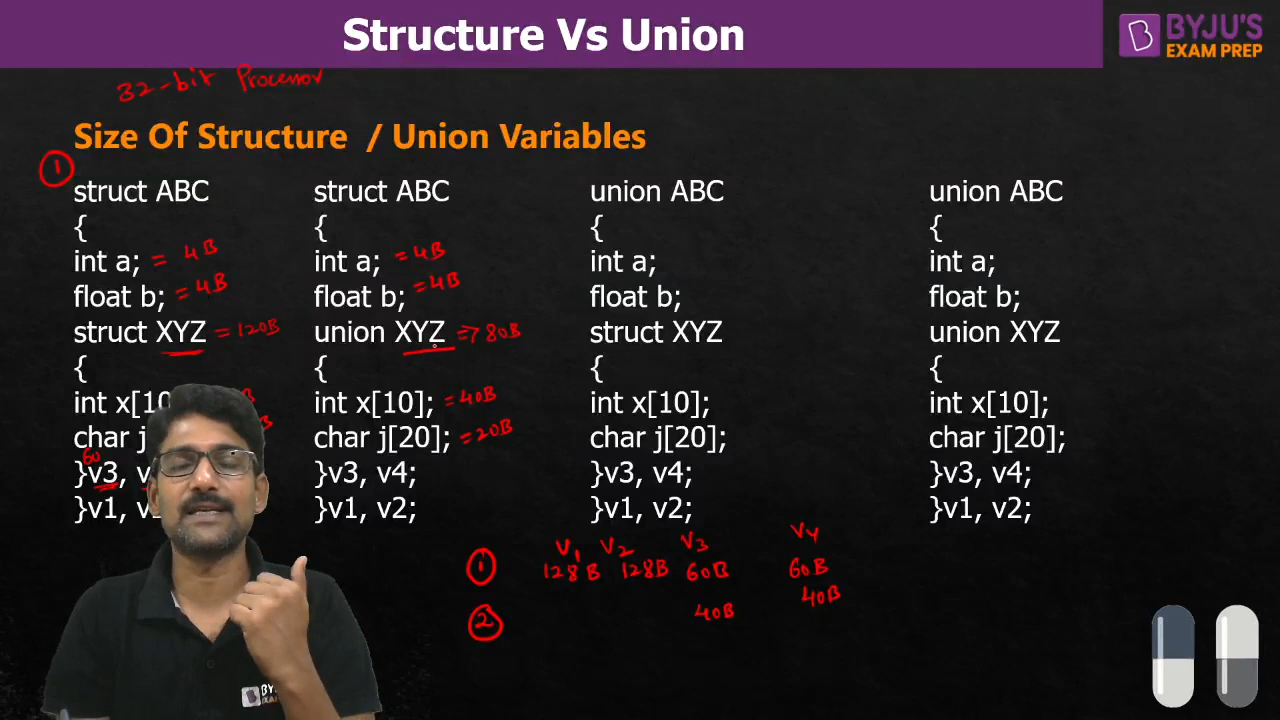 Structure Vs Union
BYJU'S
EXAM PREP
32-bit Processor
Size Of Structure / Union Variables
1
struct ABC
{
int a; = 4B
float b; = 4B
struct XYZ = 120B
{
int x[10
char j
60
}v3, v
}v1, v
struct ABC
{
int a; = 4B
float b; = 4B
union XYZ => 80B
{
int x[10]; = 40B
char j[20]; = 20B
}v3, v4;
}v1, v2;
union ABC
{
int a;
float b;
struct XYZ
{
int x[10];
char j[20];
}v3, v4;
}v1, v2;
union ABC
{
int a;
float b;
union XYZ
{
int x[10];
char j[20];
}v3, v4;
}v1, v2;
V1 V2 V3 V4
1 128B 128B 60B 60B
2 40B 40B